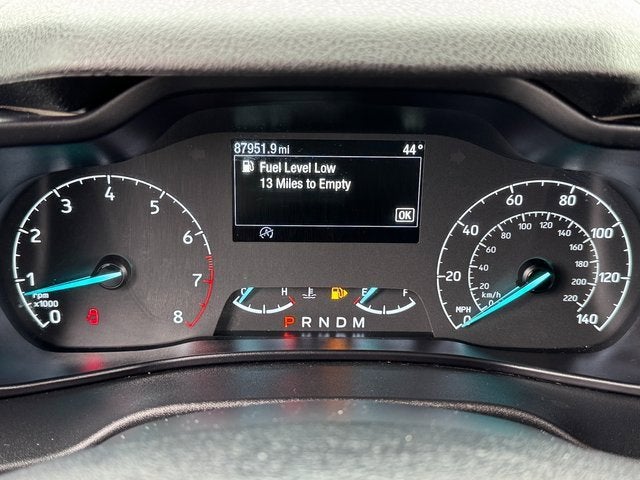 87951.9 mi 44°
Fuel Level Low
13 Miles to Empty
OK
0 1 2 3 4 5 6 7 8
rpm
x1000
C H E F
P R N D M
0 20 40 60 80 100 120 140
MPH
0 20 40 60 80 100 120 140 160 180 200 220
km/h